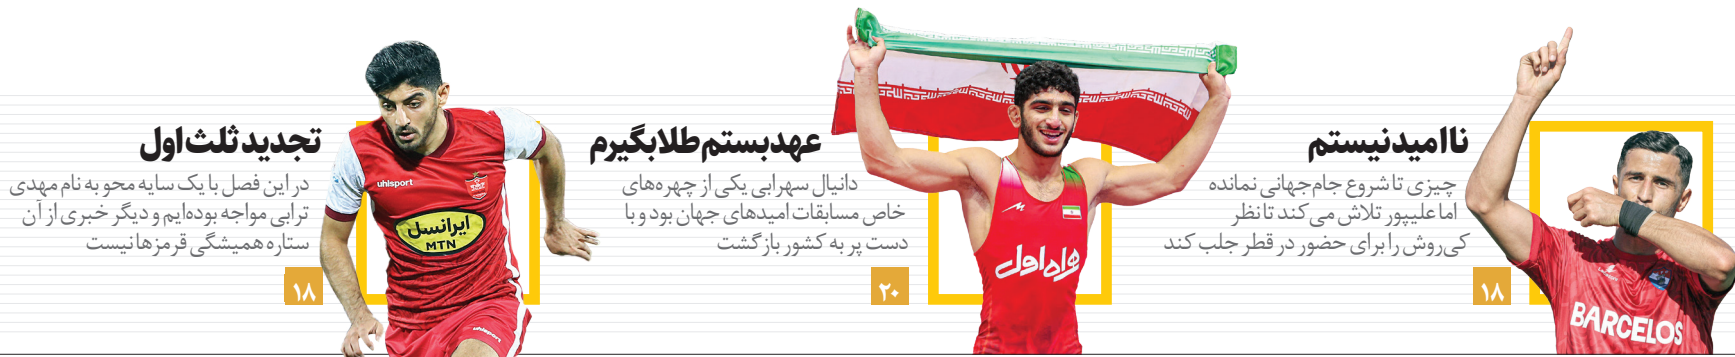 ناامید نیستم
چیزی تا شروع جام‌جهانی نمانده
اما علیپور تلاش می‌کند تا نظر
کی‌روش را برای حضور در قطر جلب کند
۱۸
BARCELOS
عهد بستم طلا بگیرم
دانیال سهرابی یکی از چهره‌های
خاص مسابقات امیدهای جهان بود و با
دست پر به کشور بازگشت
۲۰
همراه اول
تجدید ثلث اول
در این فصل با یک سایه محو به نام مهدی
ترابی مواجه بوده‌ایم و دیگر خبری از آن
ستاره همیشگی قرمزها نیست
۱۸
uhlsport
ایرانسل
MTN
uhlsport